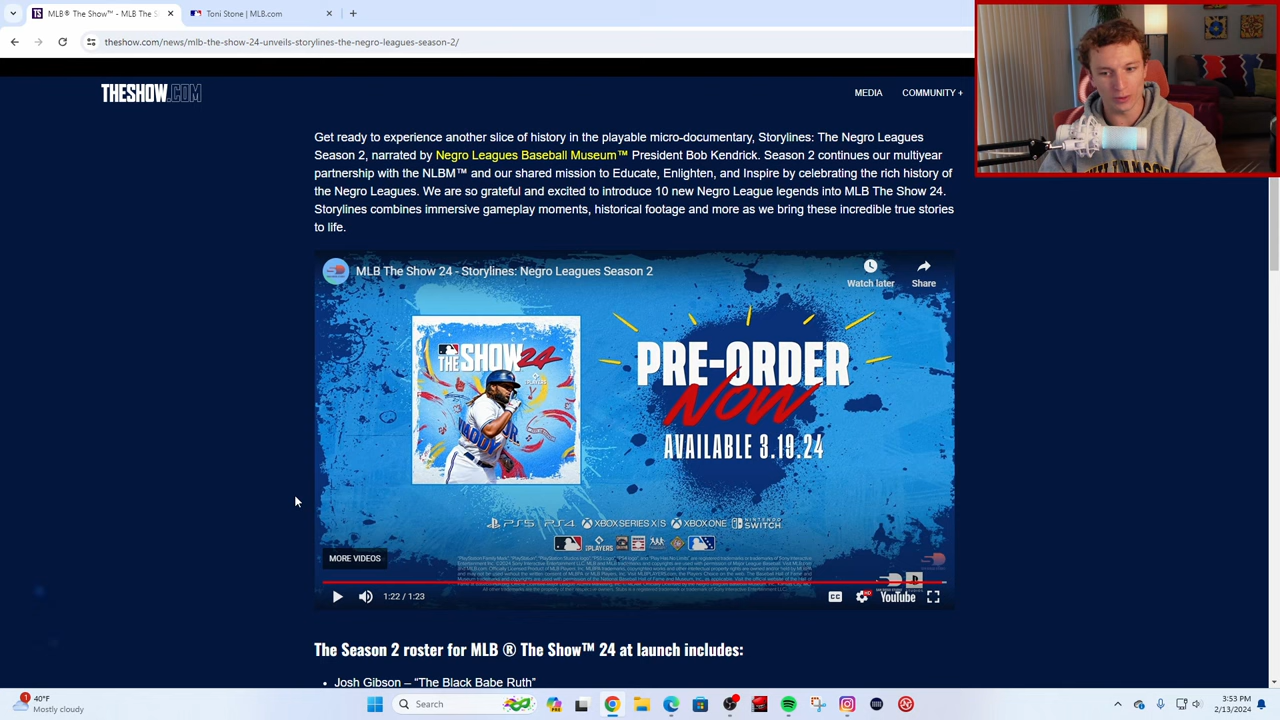 MLB® The Show™ - MLB The S
Toni Stone | MLB.com
theshow.com/news/mlb-the-show-24-unveils-storylines-the-negro-leagues-season-2/
THESHOW.COM
MEDIA
COMMUNITY +
Get ready to experience another slice of history in the playable micro-documentary, Storylines: The Negro Leagues
Season 2, narrated by Negro Leagues Baseball Museum™ President Bob Kendrick. Season 2 continues our multiyear
with NLBM™ and our shared mission to Educate, Enlighten, and Inspire by celebrating the rich history of
the Negro Leagues. We are so grateful and excited to introduce 10 new Negro League legends into MLB The Show 24.
Storylines combines immersive gameplay moments, historical footage and more as we bring these incredible true stories
to life.
MLB The Show 24 - Storylines: Negro Leagues Season 2
Watch later
Share
THE SHOW 24
PLAYERS
PRE-ORDER
Now
AVAILABLE 3.19.24
PS5 PS4 XBOX SERIES X|S XBOX ONE NINTENDO SWITCH
MORE VIDEOS
1:22 / 1:23
CC
HD
YouTube
The Season 2 roster for MLB ® The Show™ 24 at launch includes:
• Josh Gibson – “The Black Babe Ruth”
1
40°F
Mostly cloudy
Search
3:53 PM
2/13/2024